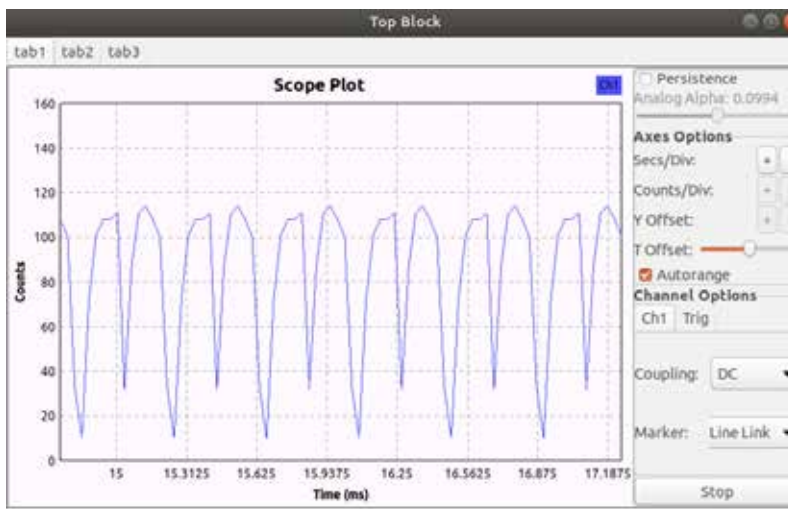 Top Block
tab1 tab2 tab3
Scope Plot
Ch1
160
140
120
100
80
60
40
20
0
Counts
15 15.3125 15.625 15.9375 16.25 16.5625 16.875 17.1875
Time (ms)
Persistence
Analog Alpha: 0.0994
Axes Options
Secs/Div:
Counts/Div:
Y Offset:
T Offset:
Autorange
Channel Options
Ch1 Trig
Coupling: DC
Marker: Line Link
Stop